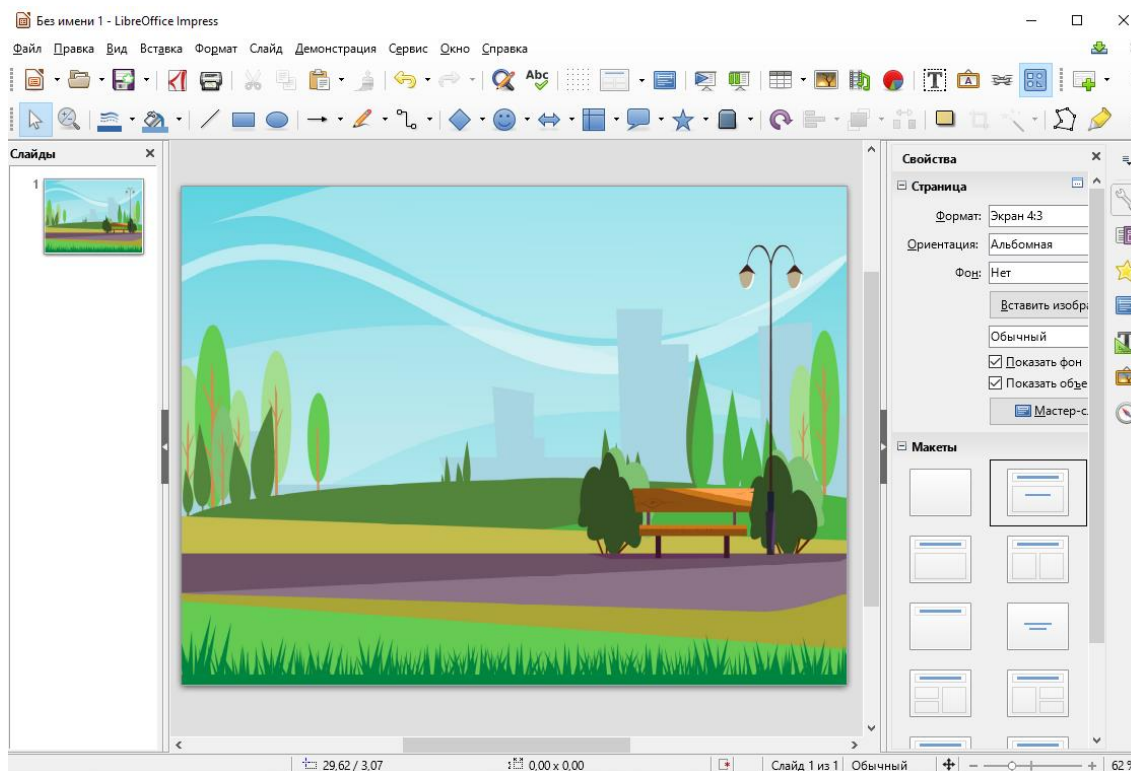 Без имени 1 - LibreOffice Impress
Файл Правка Вид Вставка Формат Слайд Демонстрация Сервис Окно Справка
Abc
T
A
Слайды
1
Свойства
Страница
Формат: Экран 4:3
Ориентация: Альбомная
Фон: Нет
Вставить изобра
Обычный
Показать фон
Показать объе
Мастер-с
Макеты
29,62 / 3,07 0,00 x 0,00 Слайд 1 из 1 Обычный 62 %